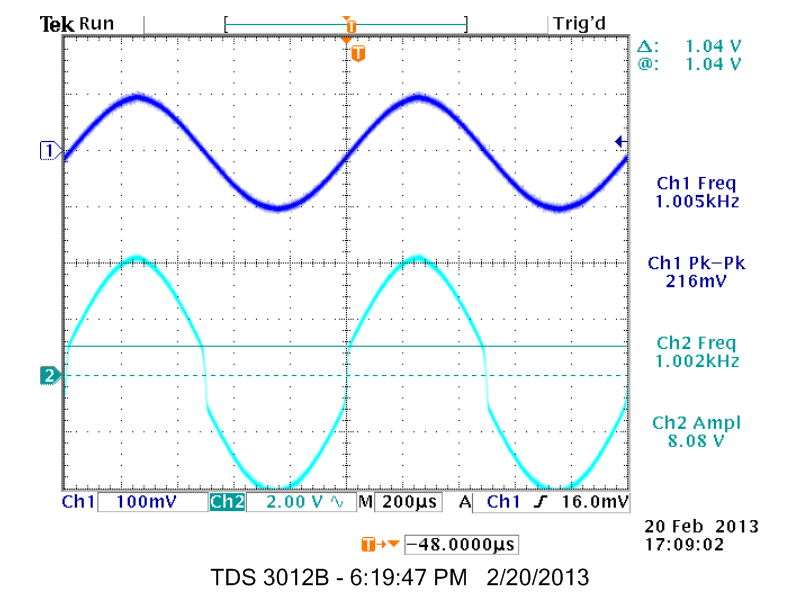 Tek Run Trig'd
T
T
Δ: 1.04 V
@: 1.04 V
1
Ch1 Freq
1.005kHz
Ch1 Pk-Pk
216mV
Ch2 Freq
1.002kHz
2
Ch2 Ampl
8.08 V
Ch1 100mV Ch2 2.00 V ∿ M 200µs A Ch1 ƒ 16.0mV
20 Feb 2013
17:09:02
T→▼ -48.0000µs
TDS 3012B - 6:19:47 PM 2/20/2013